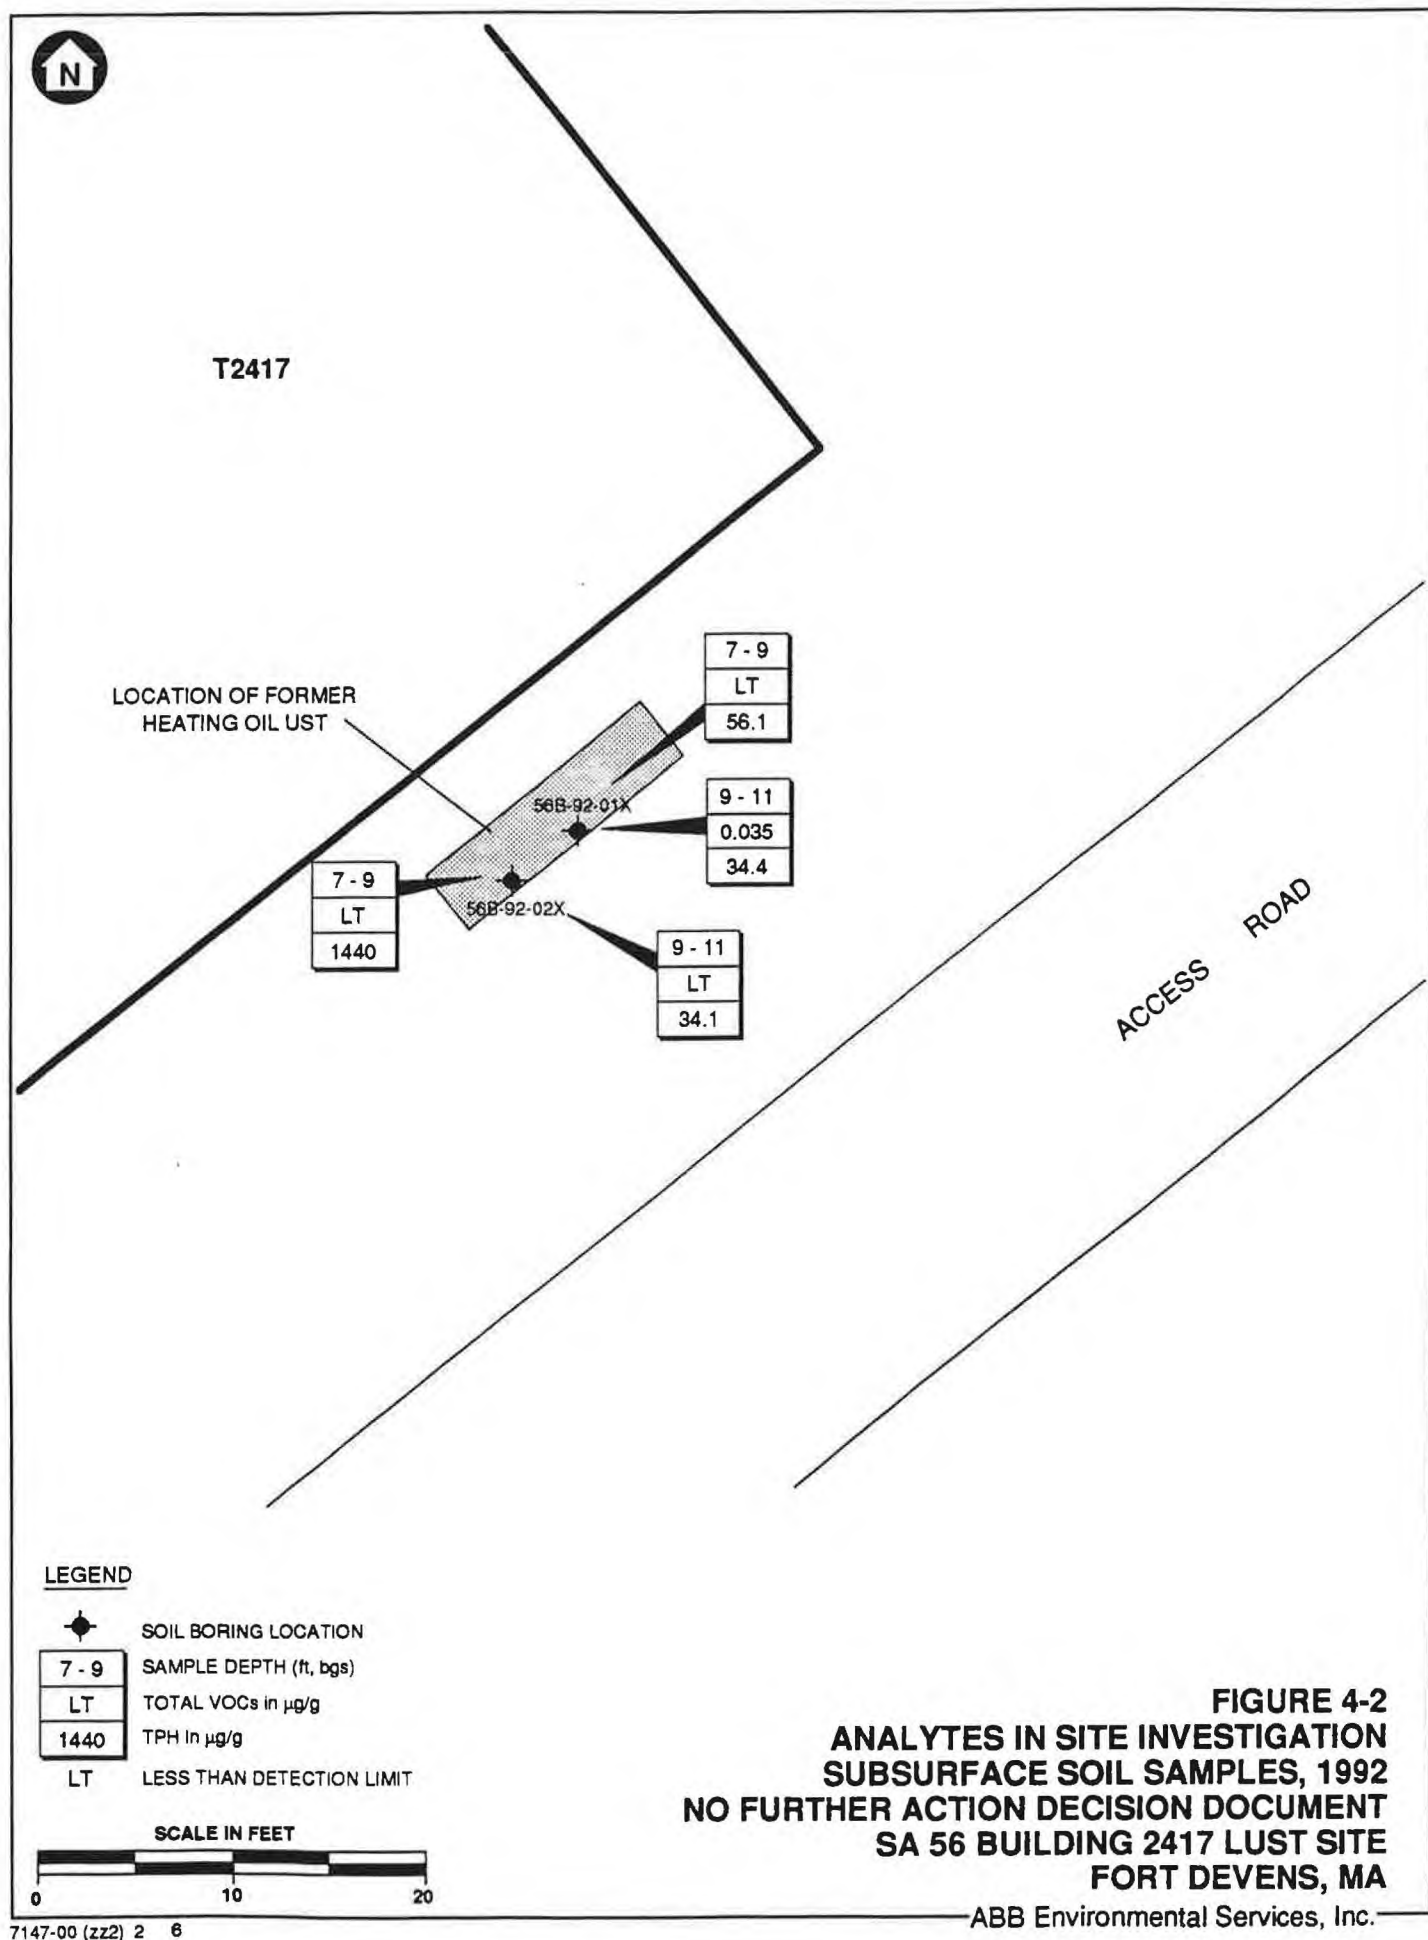 N
T2417
LOCATION OF FORMER
HEATING OIL UST
7 - 9
LT
56.1
56B-92-01X
9 - 11
0.035
34.4
7 - 9
LT
1440
56B-92-02X
9 - 11
LT
34.1
ACCESS ROAD
LEGEND
SOIL BORING LOCATION
7 - 9 SAMPLE DEPTH (ft, bgs)
LT TOTAL VOCs in µg/g
1440 TPH in µg/g
LT LESS THAN DETECTION LIMIT
SCALE IN FEET
0 10 20
FIGURE 4-2
ANALYTES IN SITE INVESTIGATION
SUBSURFACE SOIL SAMPLES, 1992
NO FURTHER ACTION DECISION DOCUMENT
SA 56 BUILDING 2417 LUST SITE
FORT DEVENS, MA
ABB Environmental Services, Inc.
7147-00 (zz2) 2 6